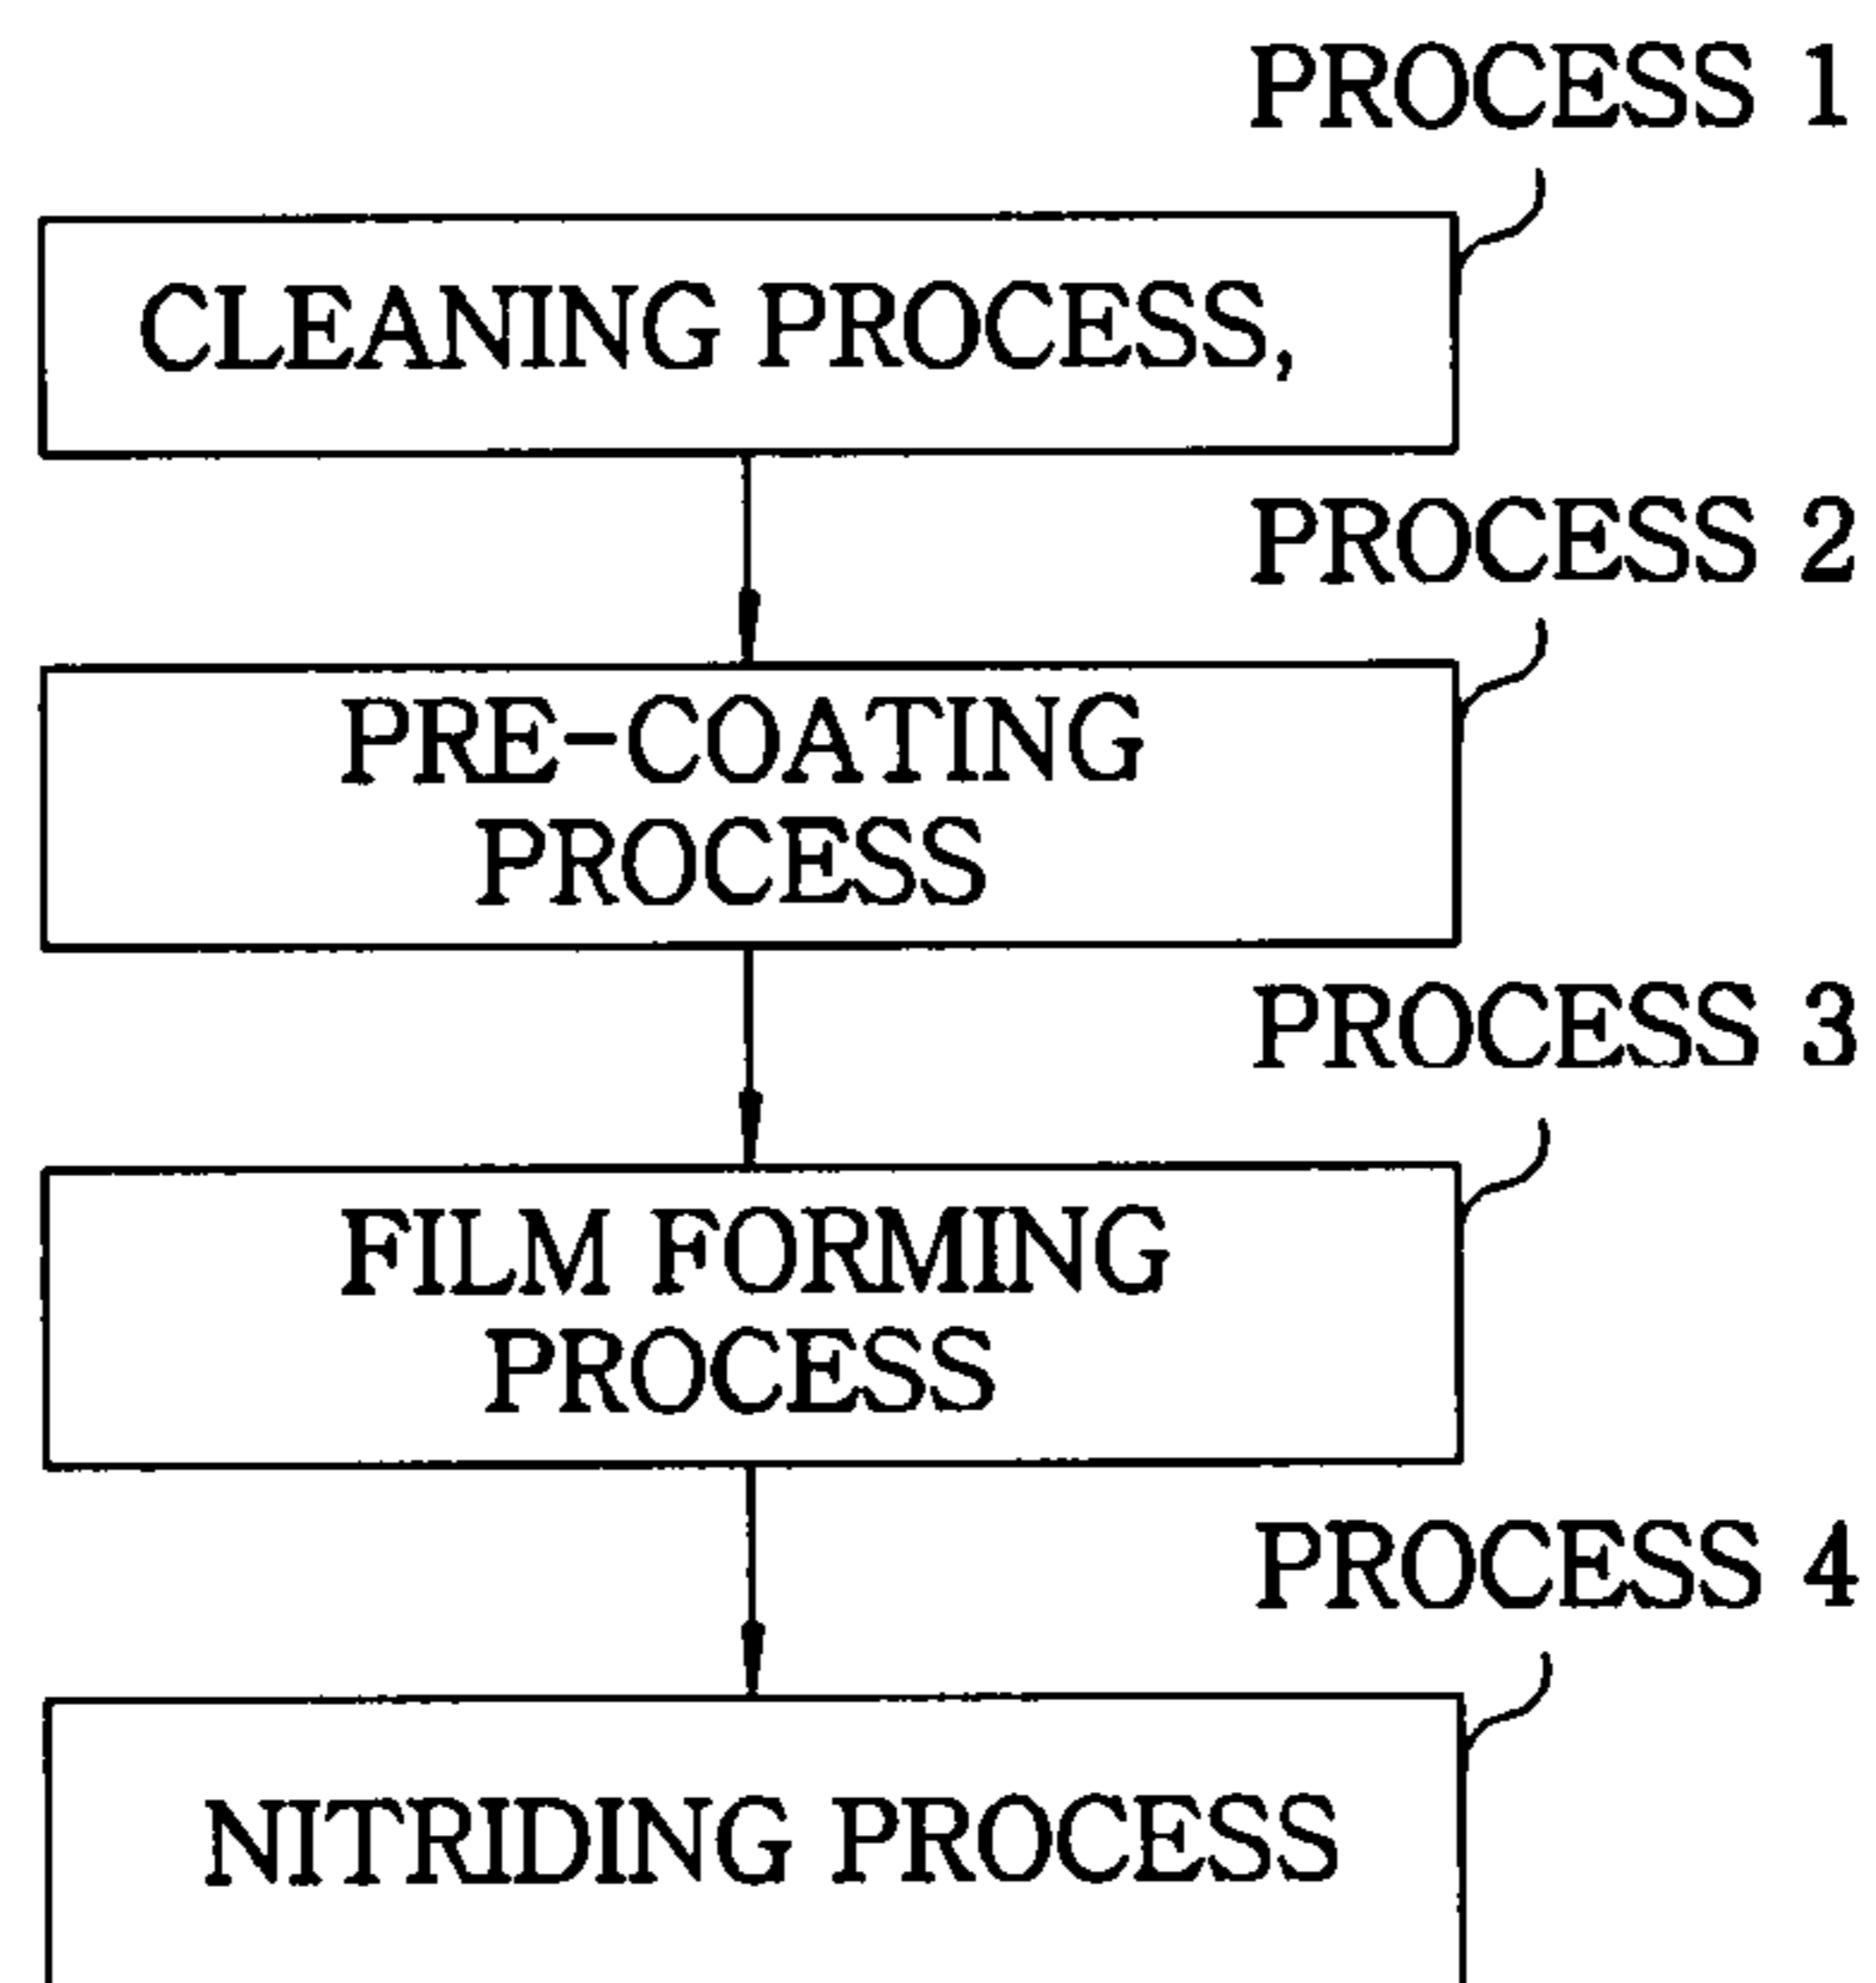 PROCESS 1
CLEANING PROCESS,
PROCESS 2
PRE-COATING
PROCESS
PROCESS 3
FILM FORMING
PROCESS
PROCESS 4
NITRIDING PROCESS